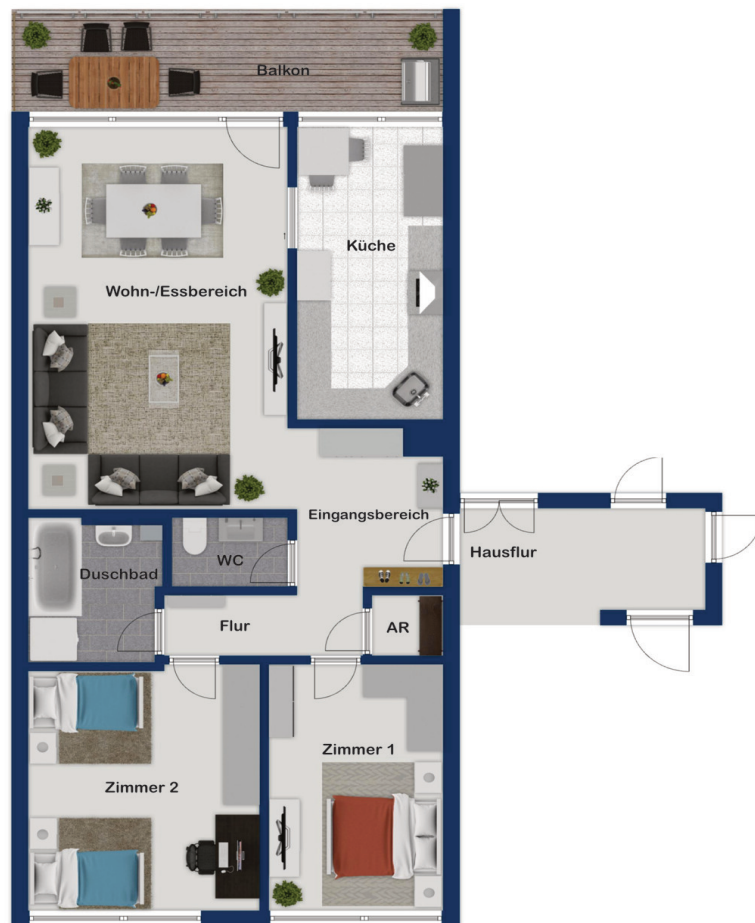 Balkon
Küche
Wohn-/Essbereich
Eingangsbereich
Hausflur
WC
Duschbad
Flur
AR
Zimmer 1
Zimmer 2